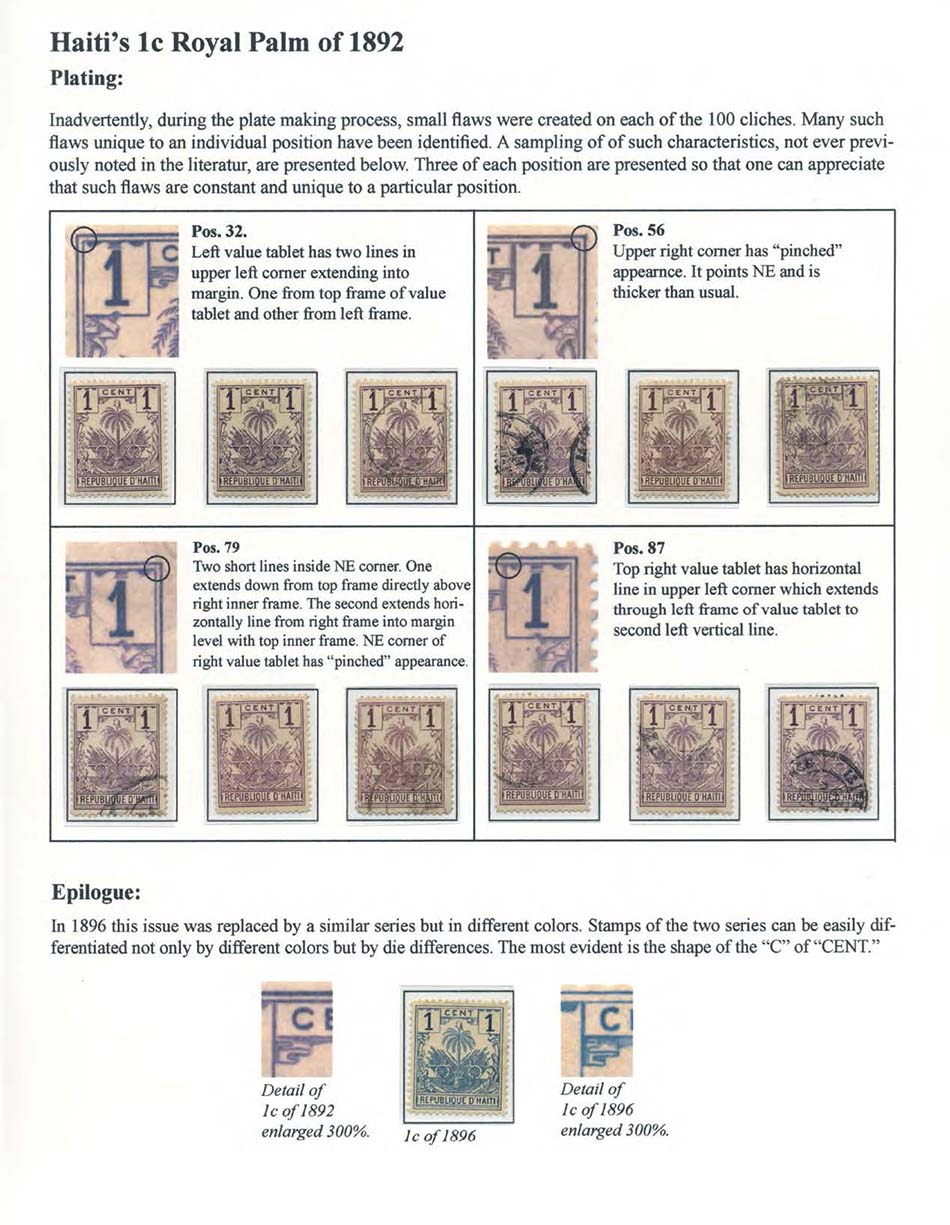 Haiti's 1c Royal Palm of 1892
Plating:
Inadvertently, during the plate making process, small flaws were created on each of the 100 cliches. Many such
flaws unique to an individual position have been identified. A sampling of of such characteristics, not ever previ-
ously noted in the literatur, are presented below. Three of each position are presented so that one can appreciate
that such flaws are constant and unique to a particular position.
1
C
Pos. 32.
Left value tablet has two lines in
upper left corner extending into
margin. One from top frame of value
tablet and other from left frame.
T
1
Pos. 56
Upper right corner has “pinched”
appearnce. It points NE and is
thicker than usual.
1 CENT 1
REPUBLIQUE D'HAITI
1 CENT 1
REPUBLIQUE D'HAITI
1 CENT 1
REPUBLIQUE D'HAITI
1 CENT 1
REPUBLIQUE D'HAITI
1 CENT 1
REPUBLIQUE D'HAITI
1 CENT 1
REPUBLIQUE D'HAITI
1
Pos. 79
Two short lines inside NE corner. One
extends down from top frame directly above
right inner frame. The second extends hori-
zontally line from right frame into margin
level with top inner frame. NE corner of
right value tablet has “pinched” appearance.
1
Pos. 87
Top right value tablet has horizontal
line in upper left corner which extends
through left frame of value tablet to
second left vertical line.
1 CENT 1
REPUBLIQUE D'HAITI
1 CENT 1
REPUBLIQUE D'HAITI
1 CENT 1
REPUBLIQUE D'HAITI
1 CENT 1
REPUBLIQUE D'HAITI
1 CENT 1
REPUBLIQUE D'HAITI
1 CENT 1
REPUBLIQUE D'HAITI
Epilogue:
In 1896 this issue was replaced by a similar series but in different colors. Stamps of the two series can be easily dif-
ferentiated not only by different colors but by die differences. The most evident is the shape of the “C” of “CENT.”
CE
Detail of
1c of 1892
enlarged 300%.
1 CENT 1
REPUBLIQUE D'HAITI
1c of 1896
C
Detail of
1c of 1896
enlarged 300%.